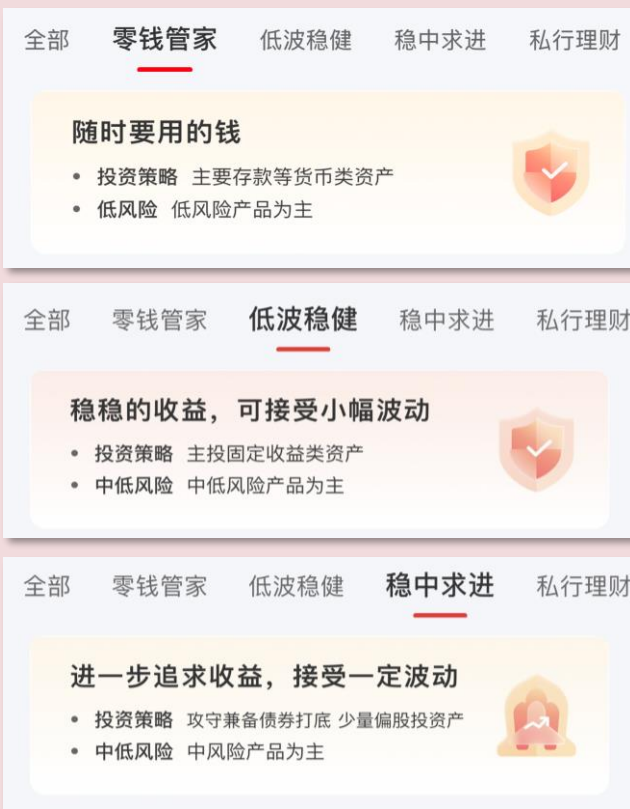 全部 零钱管家 低波稳健 稳中求进 私行理财
随时要用的钱
• 投资策略 主要存款等货币类资产
• 低风险 低风险产品为主
全部 零钱管家 低波稳健 稳中求进 私行理财
稳稳的收益，可接受小幅波动
• 投资策略 主投固定收益类资产
• 中低风险 中低风险产品为主
全部 零钱管家 低波稳健 稳中求进 私行理财
进一步追求收益，接受一定波动
• 投资策略 攻守兼备债券打底 少量偏股投资产
• 中低风险 中风险产品为主